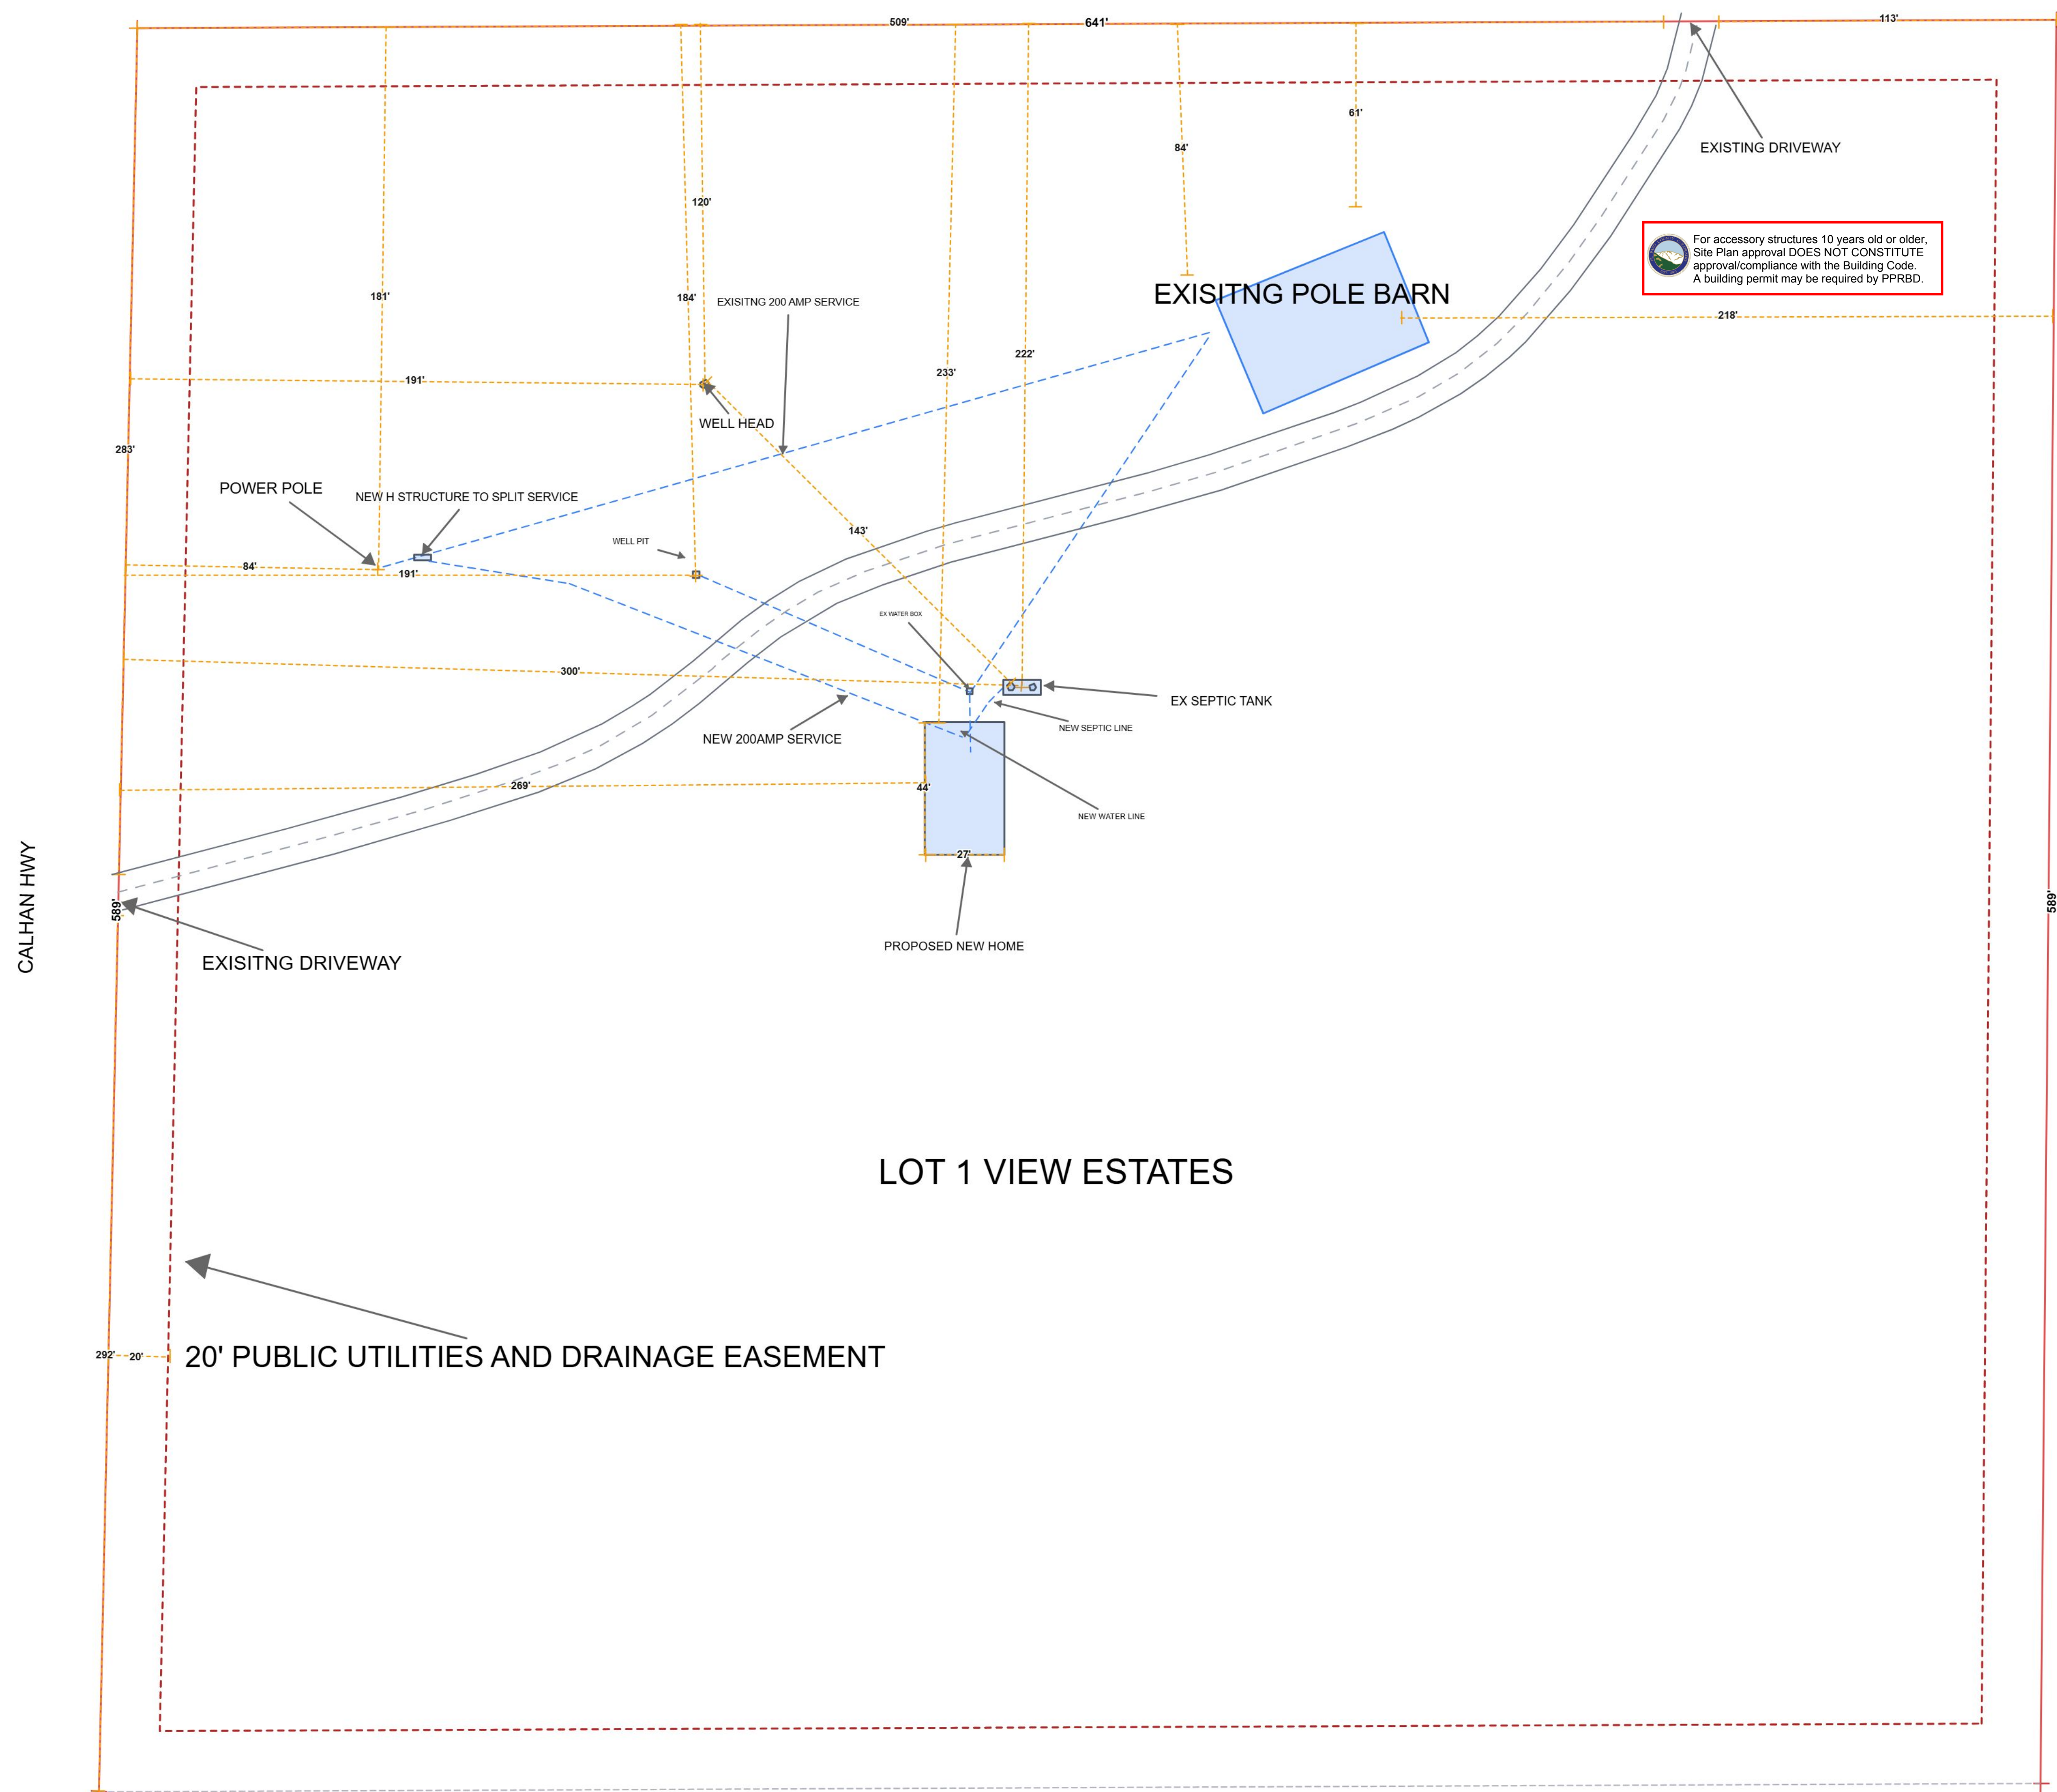 509'
641'
113'
61'
84'
EXISTING DRIVEWAY
120'
For accessory structures 10 years old or older,
Site Plan approval DOES NOT CONSTITUTE
approval/compliance with the Building Code.
A building permit may be required by PPRBD.
181'
184'
EXISITNG 200 AMP SERVICE
EXISITNG POLE BARN
218'
222'
233'
191'
WELL HEAD
283'
POWER POLE
NEW H STRUCTURE TO SPLIT SERVICE
143'
WELL PIT
84'
191'
EX WATER BOX
300'
EX SEPTIC TANK
NEW SEPTIC LINE
NEW 200AMP SERVICE
269'
44'
NEW WATER LINE
27'
CALHAN HWY
589'
589'
PROPOSED NEW HOME
EXISITNG DRIVEWAY
LOT 1 VIEW ESTATES
292'
20'
20' PUBLIC UTILITIES AND DRAINAGE EASEMENT